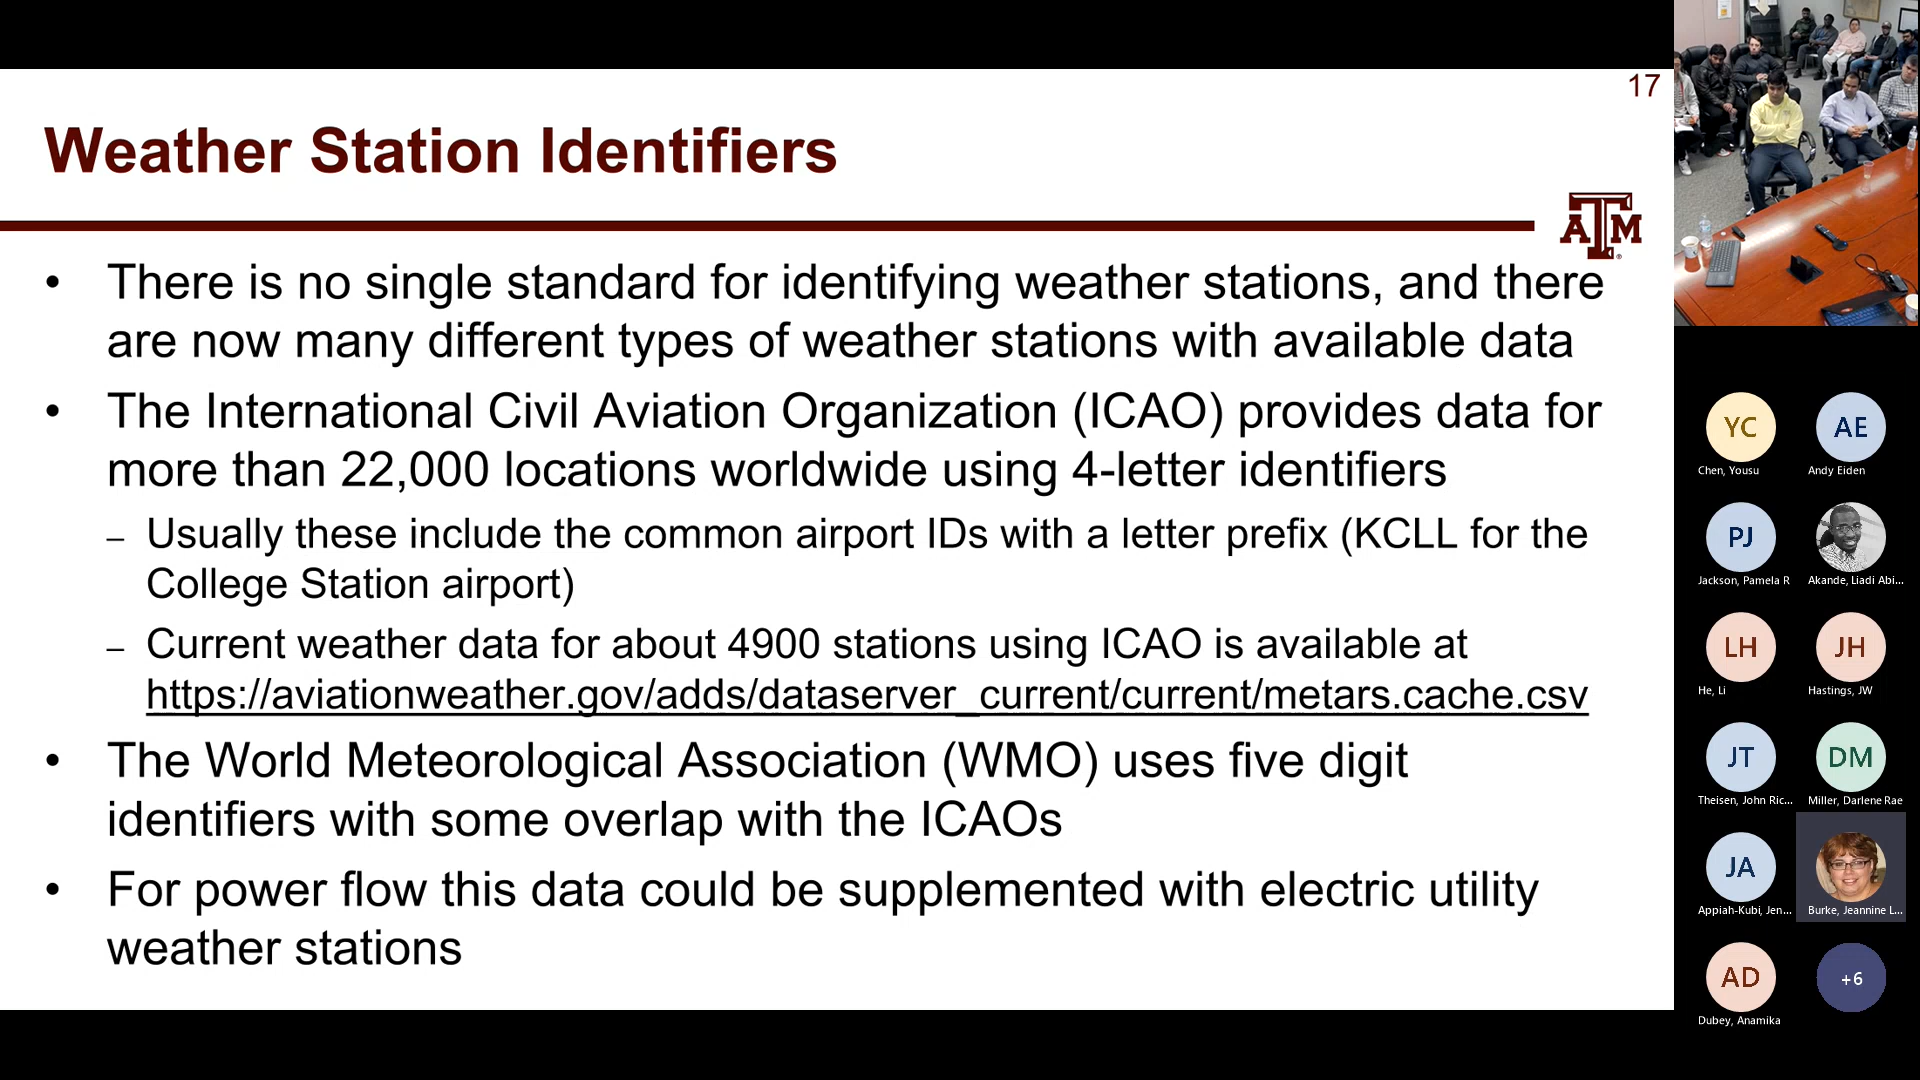 17
Weather Station Identifiers
ATM
• There is no single standard for identifying weather stations, and there
are now many different types of weather stations with available data
• The International Civil Aviation Organization (ICAO) provides data for
more than 22,000 locations worldwide using 4-letter identifiers
– Usually these include the common airport IDs with a letter prefix (KCLL for the
College Station airport)
– Current weather data for about 4900 stations using ICAO is available at
https://aviationweather.gov/adds/dataserver_current/current/metars.cache.csv
• The World Meteorological Association (WMO) uses five digit
identifiers with some overlap with the ICAOs
• For power flow this data could be supplemented with electric utility
weather stations
YC
Chen, Yousu
AE
Andy Eiden
PJ
Jackson, Pamela R
Akande, Liadi Abi...
LH
He, Li
JH
Hastings, JW
JT
Theisen, John Ric...
DM
Miller, Darlene Rae
JA
Appiah-Kubi, Jen...
Burke, Jeannine L...
AD
Dubey, Anamika
+6